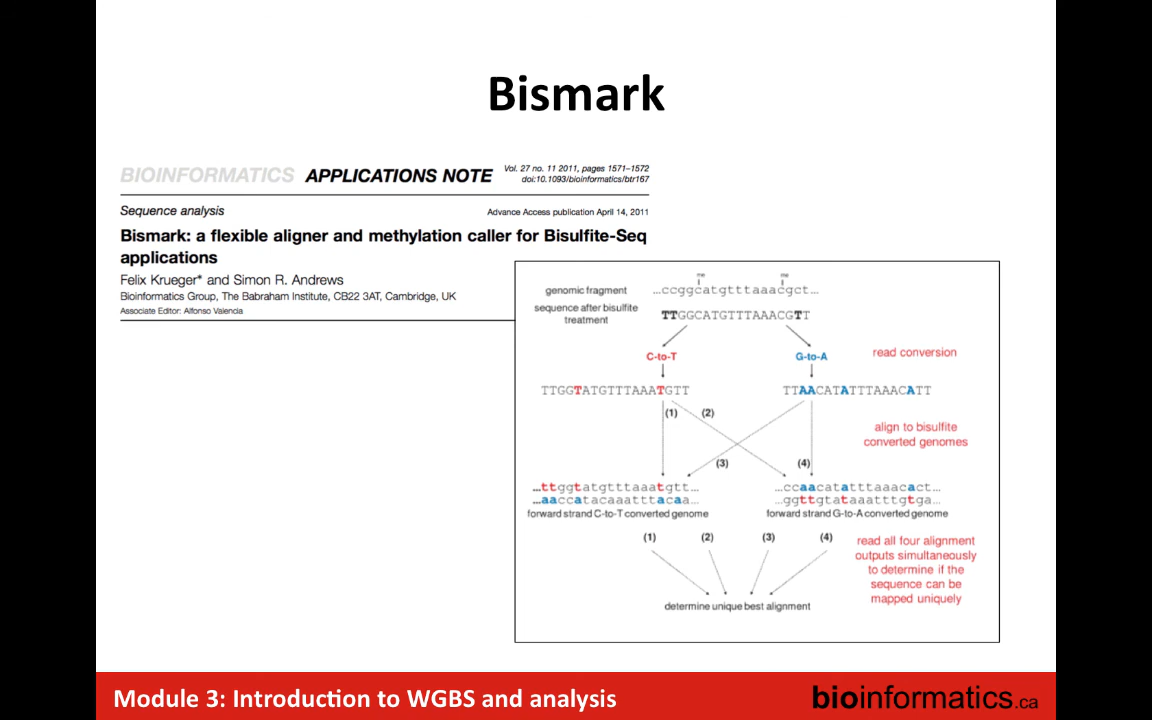 Bismark
BIOINFORMATICS APPLICATIONS NOTE
Vol. 27 no. 11 2011, pages 1571–1572
doi:10.1093/bioinformatics/btr167
Sequence analysis
Advance Access publication April 14, 2011
Bismark: a flexible aligner and methylation caller for Bisulfite-Seq
applications
Felix Krueger* and Simon R. Andrews
Bioinformatics Group, The Babraham Institute, CB22 3AT, Cambridge, UK
Associate Editor: Alfonso Valencia
me me
genomic fragment ...ccggcatgtttaaacgct...
sequence after bisulfite
treatment
TTGGCATGTTTAAACGTT
C-to-T G-to-A read conversion
TTGGTATGTTTAAATGTT TTAACATATTTAAACATT
(1) (2)
align to bisulfite
converted genomes
(3) (4)
...ttggtatgtttaaatgtt... ...ccaacatatttaaacact...
...aaccatacaaatttacaa... ...ggttgtataaatttgtga...
forward strand C-to-T converted genome forward strand G-to-A converted genome
(1) (2) (3) (4)
read all four alignment
outputs simultaneously
to determine if the
sequence can be
mapped uniquely
determine unique best alignment
Module 3: Introduction to WGBS and analysis
bioinformatics.ca